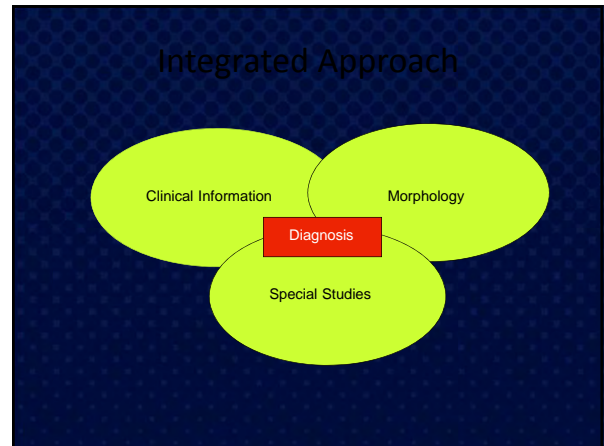 Integrated Approach
Clinical Information
Morphology
Diagnosis
Special Studies